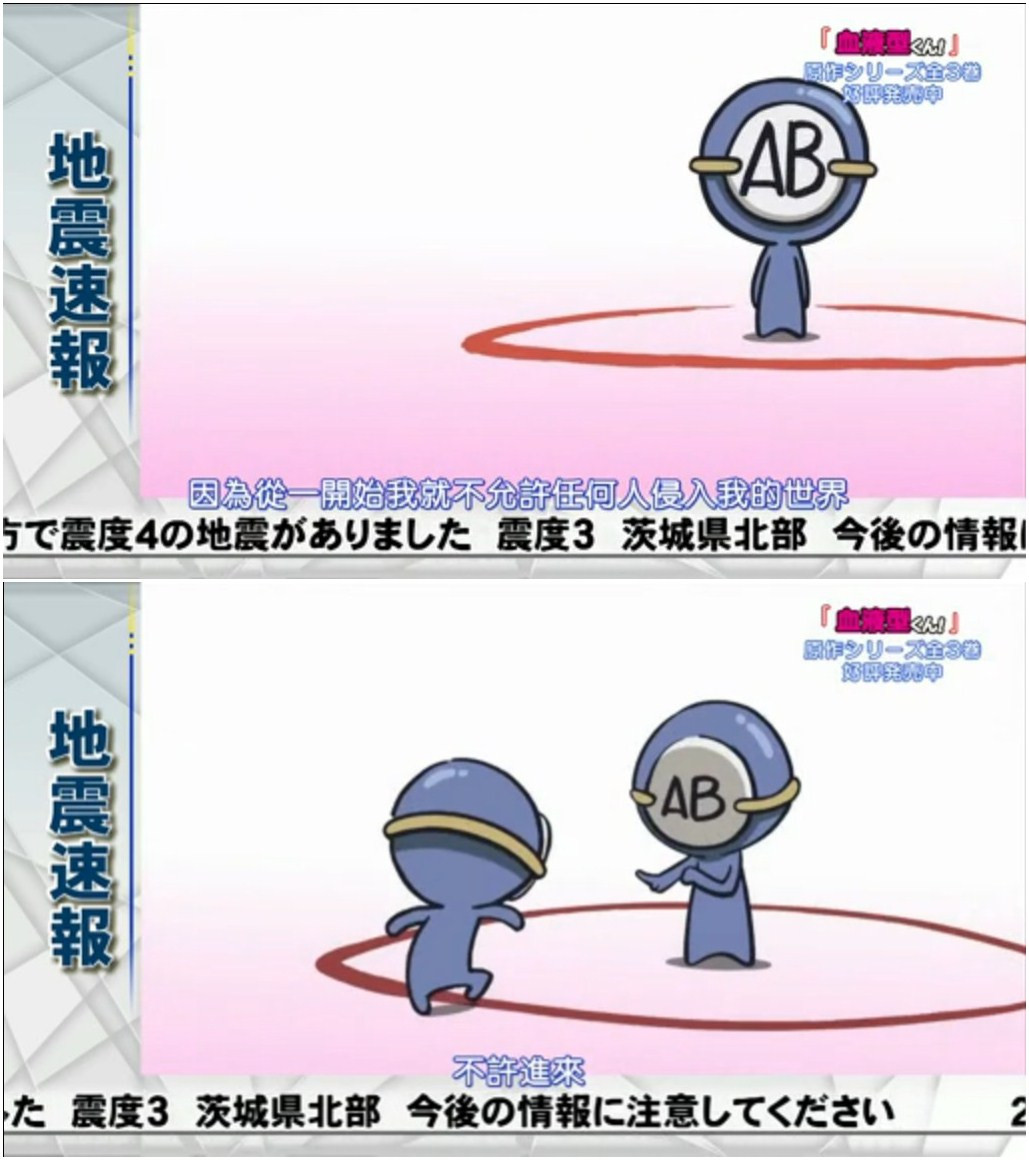 地震速報
「血液型くん!」
原作シリーズ全3巻
好評発売中
AB
因為從一開始我就不允許任何人侵入我的世界
方で震度4の地震がありました 震度3 茨城県北部 今後の情報に
地震速報
「血液型くん!」
原作シリーズ全3巻
好評発売中
AB
不許進來
した 震度3 茨城県北部 今後の情報に注意してください 2